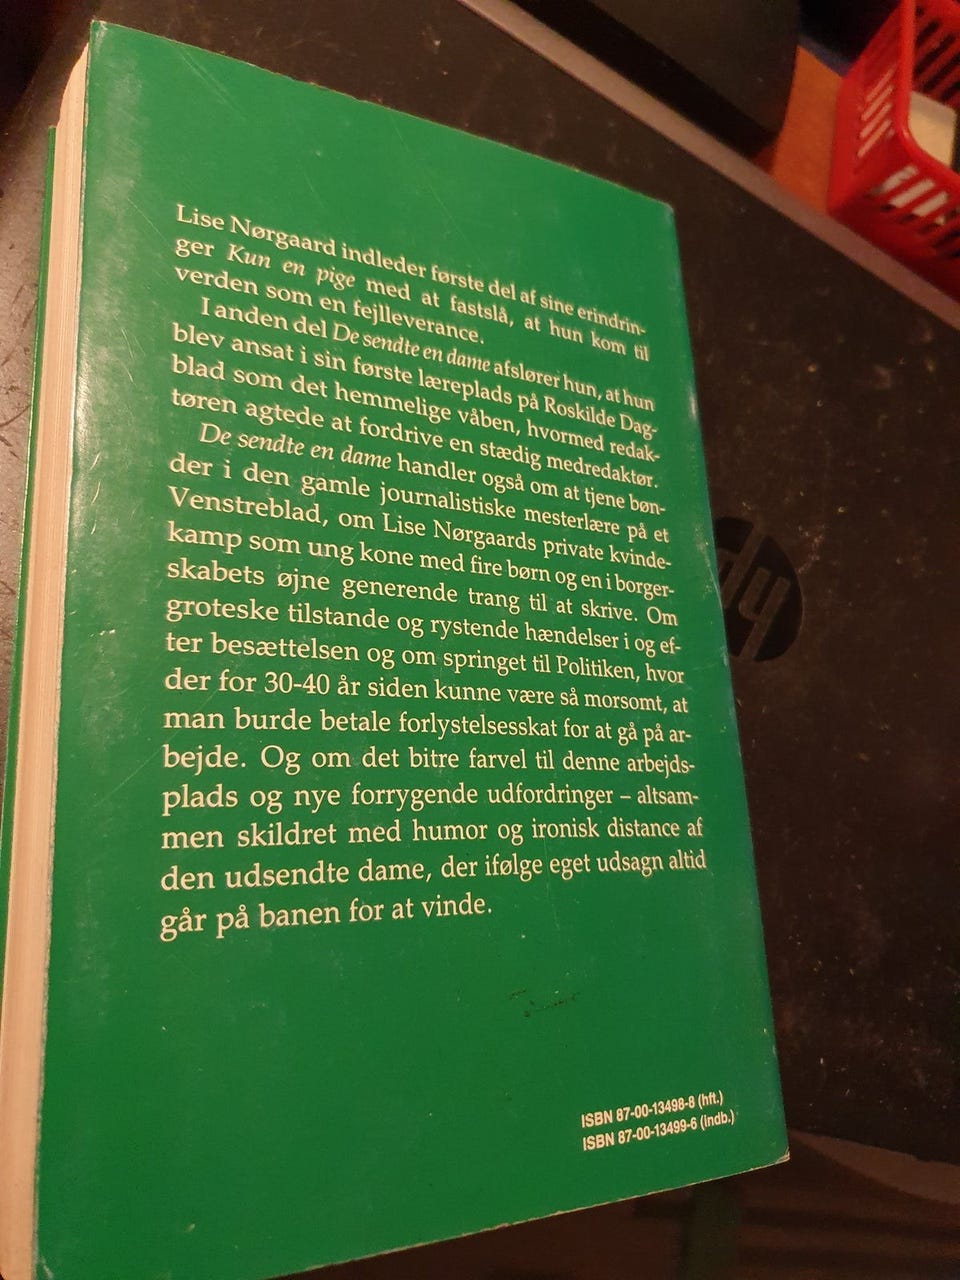 Lise Nørgaard indleder første del af sine erindrin-
ger Kun en pige med at fastslå, at hun kom til
verden som en fejlleverance.
I anden del De sendte en dame afslører hun, at hun
blev ansat i sin første læreplads på Roskilde Dag-
blad som det hemmelige våben, hvormed redak-
tøren agtede at fordrive en stædig medredaktør.
De sendte en dame handler også om at tjene bøn-
der i den gamle journalistiske mesterlære på et
Venstreblad, om Lise Nørgaards private kvinde-
kamp som ung kone med fire børn og en i borger-
skabets øjne generende trang til at skrive. Om
groteske tilstande og rystende hændelser i og ef-
ter besættelsen og om springet til Politiken, hvor
der for 30-40 år siden kunne være så morsomt, at
man burde betale forlystelsesskat for at gå på ar-
bejde. Og om det bitre farvel til denne arbejds-
plads og nye forrygende udfordringer – altsam-
men skildret med humor og ironisk distance af
den udsendte dame, der ifølge eget udsagn altid
går på banen for at vinde.
ISBN 87-00-13498-8 (hft.)
ISBN 87-00-13499-6 (indb.)
hp